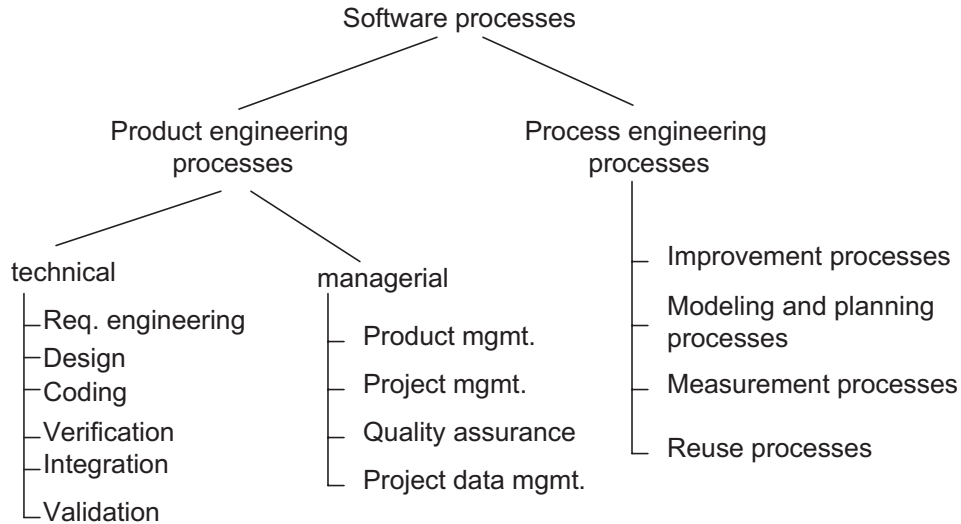 Software processes
Product engineering
processes
Process engineering
processes
technical
Req. engineering
Design
Coding
Verification
Integration
Validation
managerial
Product mgmt.
Project mgmt.
Quality assurance
Project data mgmt.
Improvement processes
Modeling and planning
processes
Measurement processes
Reuse processes